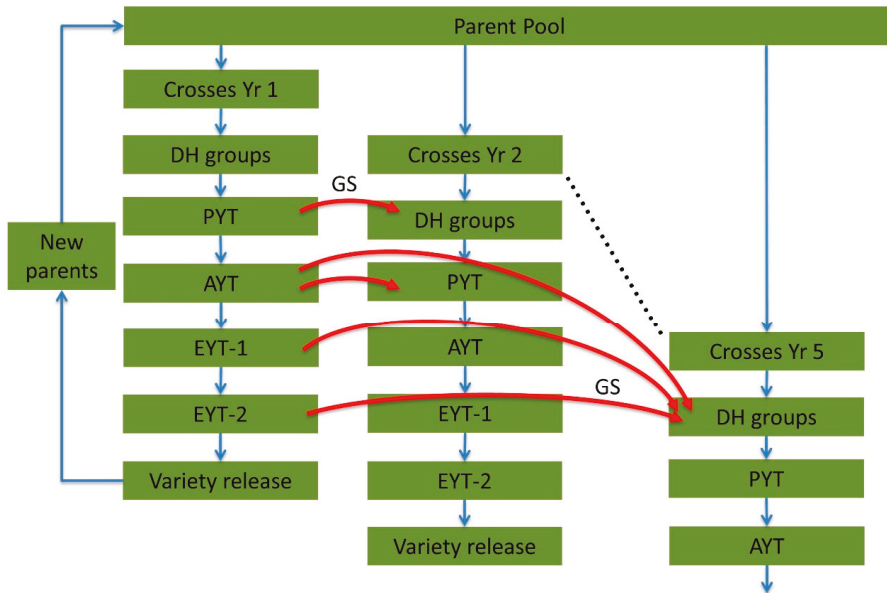 Parent Pool
Crosses Yr 1
DH groups
PYT
AYT
EYT-1
EYT-2
Variety release
New
parents
GS
Crosses Yr 2
DH groups
PYT
AYT
EYT-1
EYT-2
Variety release
GS
Crosses Yr 5
DH groups
PYT
AYT